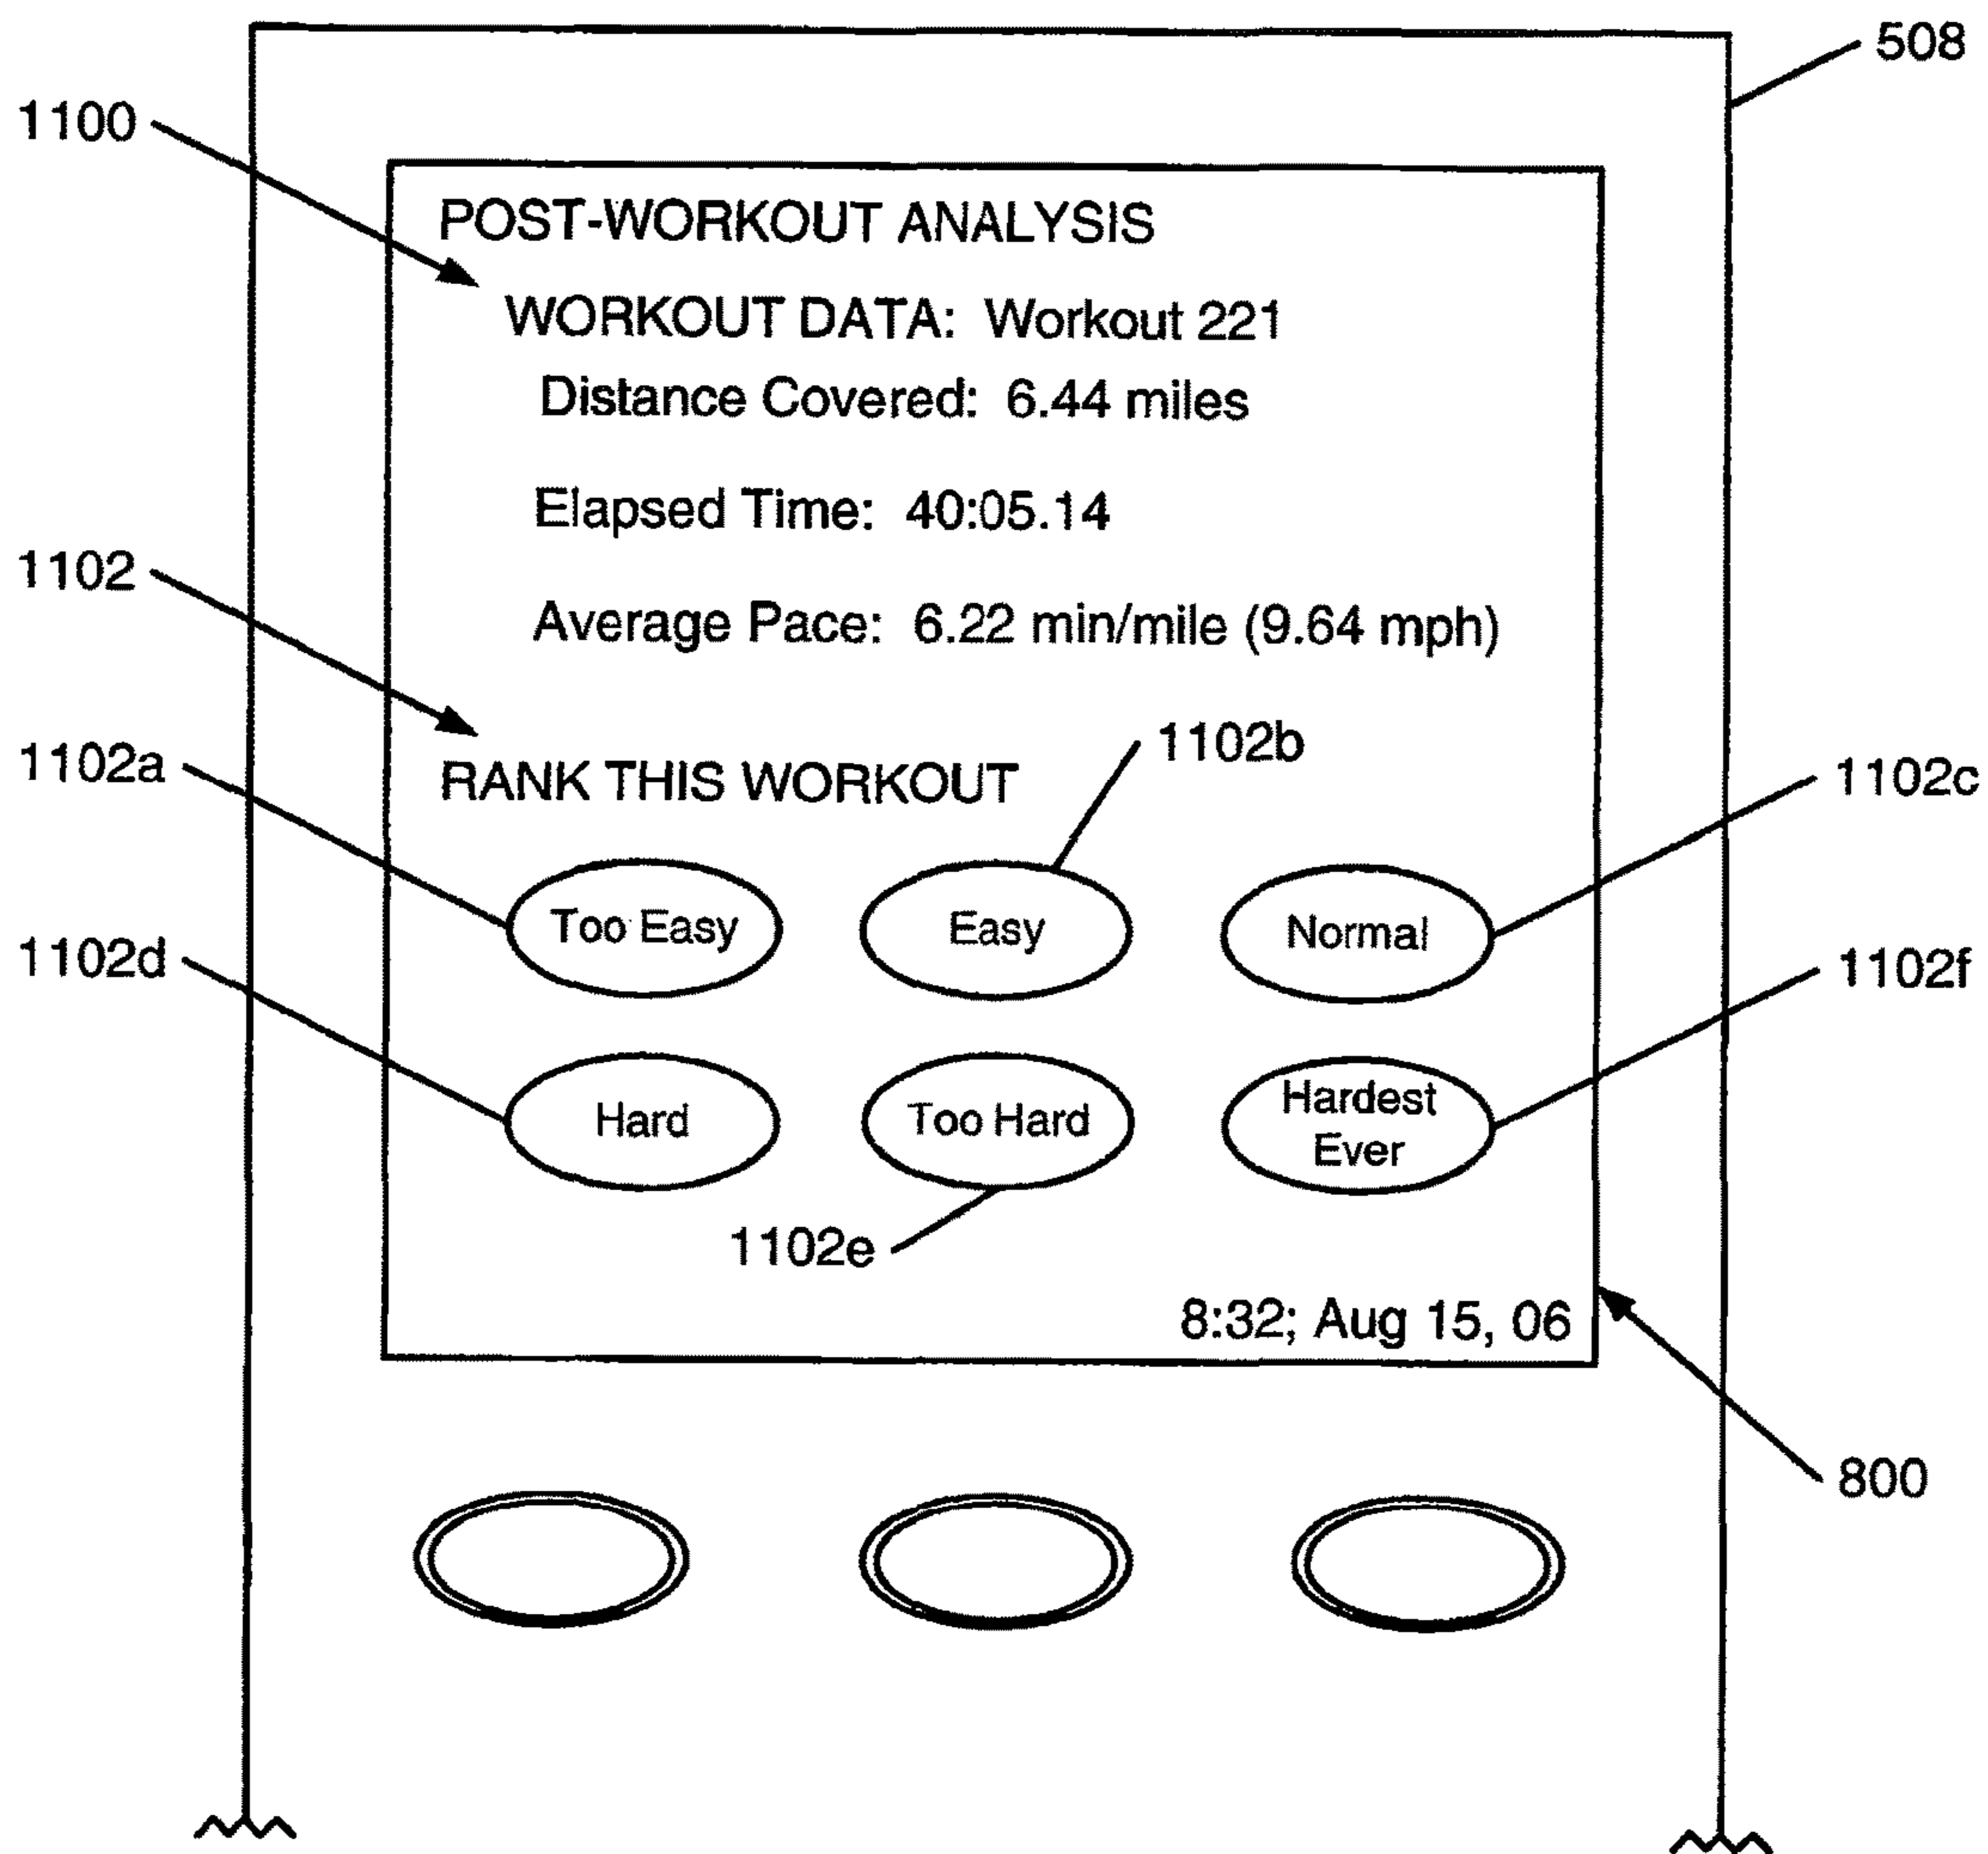 508
1100
POST-WORKOUT ANALYSIS
WORKOUT DATA: Workout 221
Distance Covered: 6.44 miles
Elapsed Time: 40:05.14
1102
Average Pace: 6.22 min/mile (9.64 mph)
1102b
1102a
RANK THIS WORKOUT
1102c
Too Easy
Easy
Normal
1102d
1102f
Hard
Too Hard
Hardest
Ever
1102e
8:32; Aug 15, 06
800